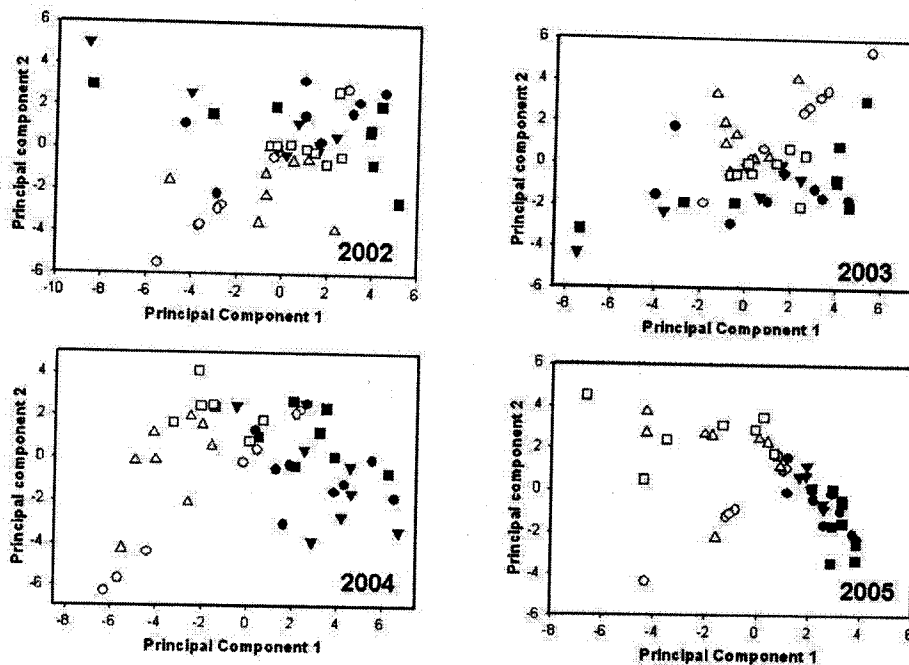 6
4
2
0
-2
-4
-6
Principal component 2
-10 -8 -6 -4 -2 0 2 4 6
Principal Component 1
2002
6
4
2
0
-2
-4
-6
Principal component 2
-8 -6 -4 -2 0 2 4 6
Principal component 1
2003
4
2
0
-2
-4
-6
Principal component 2
-8 -6 -4 -2 0 2 4 6
Principal Component 1
2004
6
4
2
0
-2
-4
-6
Principal component 2
-8 -6 -4 -2 0 2 4 6
Principal Component 1
2005